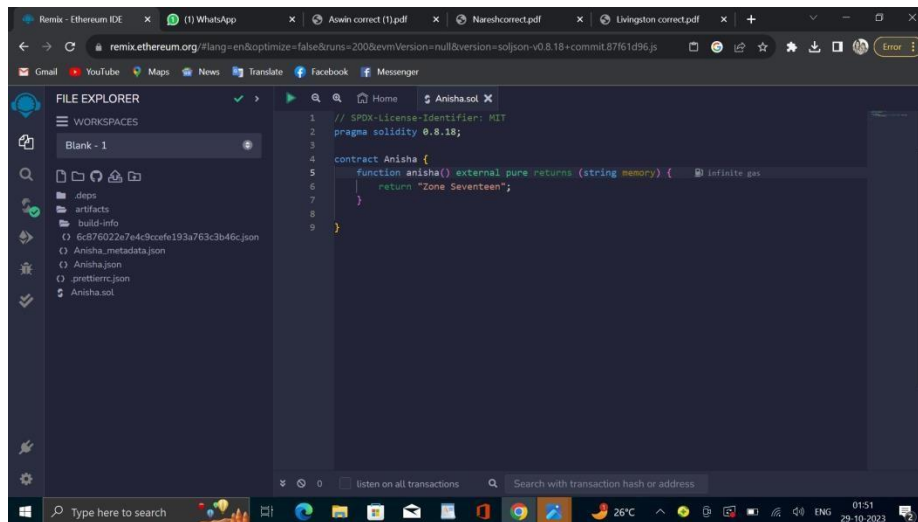 Remix - Ethereum IDE
(1) WhatsApp
Aswin correct (1).pdf
Nareshcorrect.pdf
Livingston correct.pdf
remix.ethereum.org/#lang=en&optimize=false&runs=200&evmVersion=null&version=soljson-v0.8.18+commit.87f61d96.js
Error
Gmail YouTube Maps News Translate Facebook Messenger
FILE EXPLORER
WORKSPACES
Blank - 1
.deps
artifacts
build-info
6c876022e7e4c9ccefe193a763c3b46c.json
Anisha_metadata.json
Anisha.json
.prettierrc.json
Anisha.sol
Home Anisha.sol
1 // SPDX-License-Identifier: MIT
2 pragma solidity 0.8.18;
3
4 contract Anisha {
5 function anisha() external pure returns (string memory) { infinite gas
6 return "Zone Seventeen";
7 }
8
9 }
0 listen on all transactions Search with transaction hash or address
Type here to search
26°C
ENG
01:51
29-10-2023